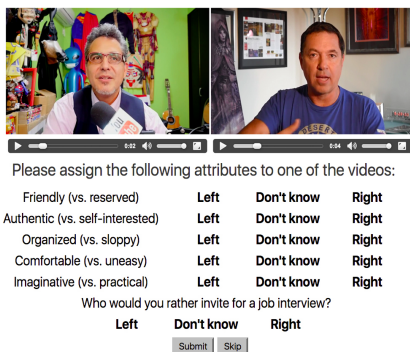 0:02
0:04
Please assign the following attributes to one of the videos:
Friendly (vs. reserved) Left Don't know Right
Authentic (vs. self-interested) Left Don't know Right
Organized (vs. sloppy) Left Don't know Right
Comfortable (vs. uneasy) Left Don't know Right
Imaginative (vs. practical) Left Don't know Right
Who would you rather invite for a job interview?
Left Don't know Right
Submit Skip